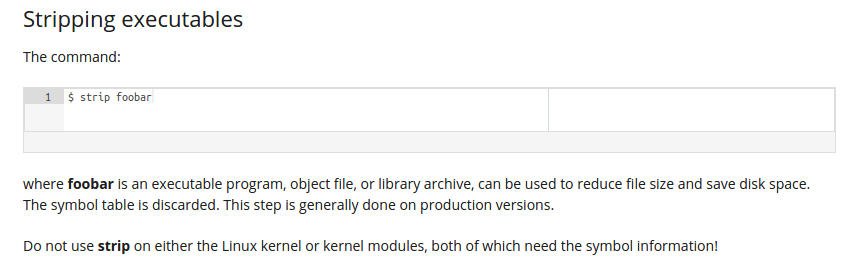 Stripping executables
The command:
1 $ strip foobar
where foobar is an executable program, object file, or library archive, can be used to reduce file size and save disk space.
The symbol table is discarded. This step is generally done on production versions.
Do not use strip on either the Linux kernel or kernel modules, both of which need the symbol information!